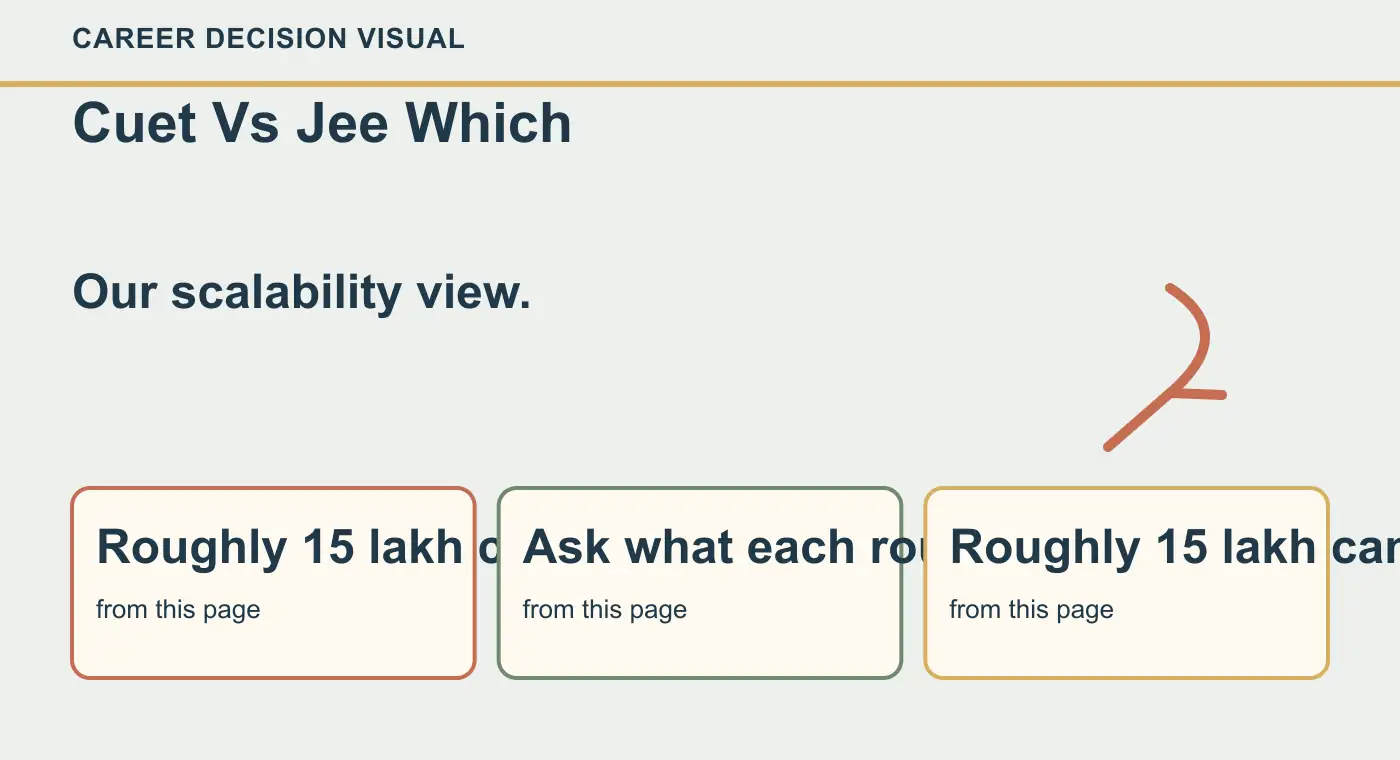 CAREER DECISION VISUAL
Cuet Vs Jee Which
Our scalability view.
Roughly 15 lakh
from this page
Ask what each
from this page
Roughly 15 lakh
from this page